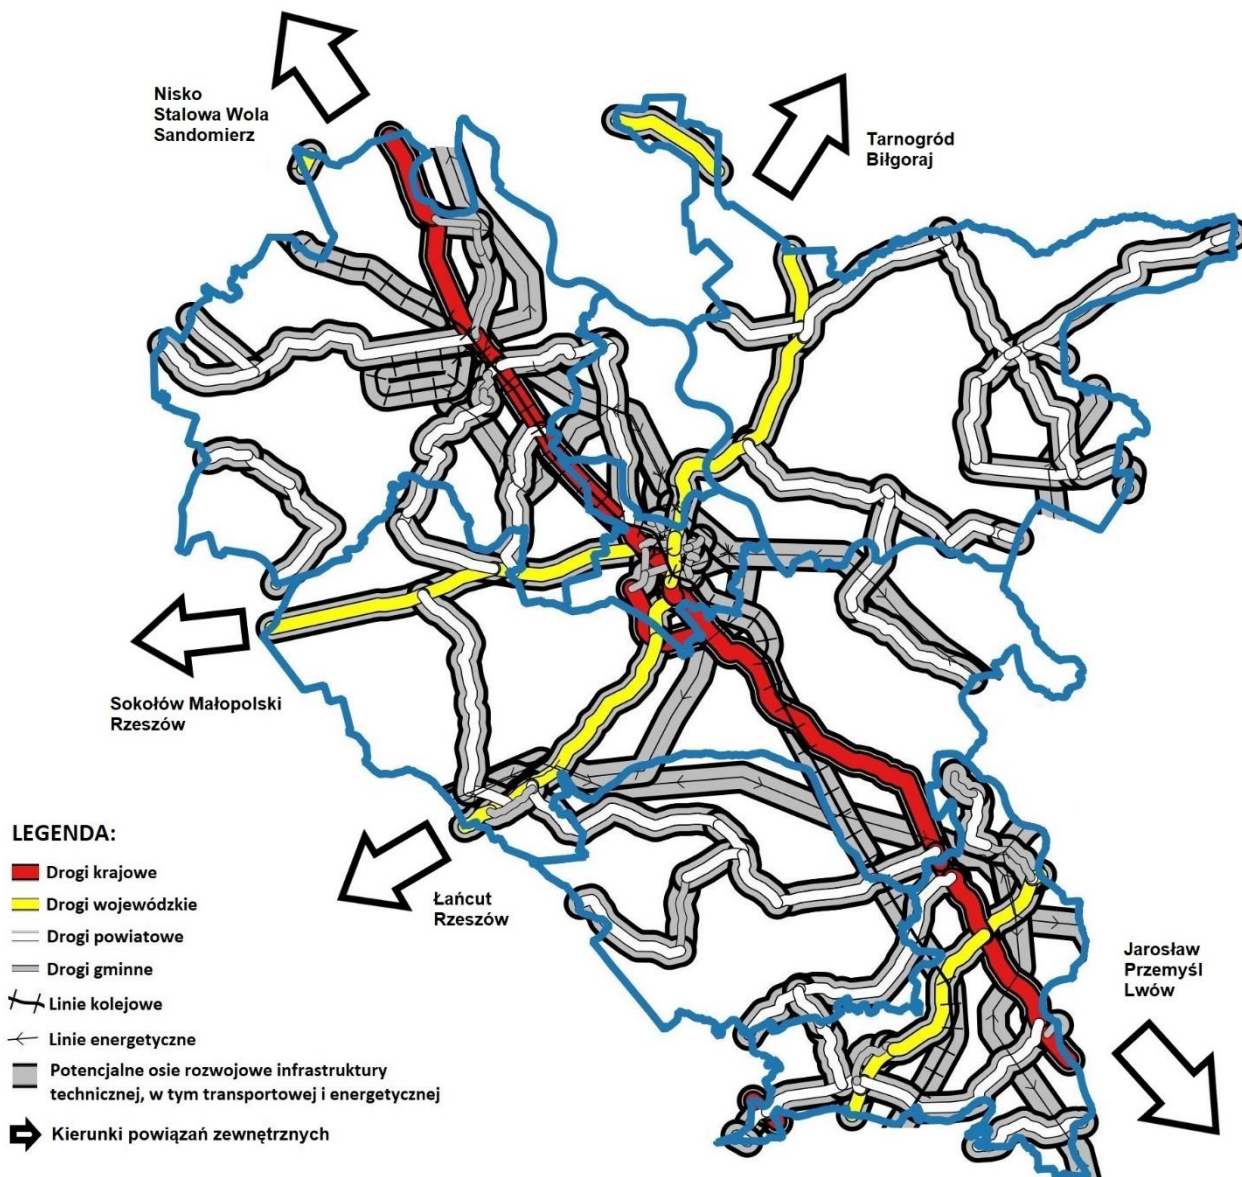 Nisko
Stalowa Wola
Sandomierz
Tarnogród
Biłgoraj
Sokołów Małopolski
Rzeszów
Łańcut
Rzeszów
Jarosław
Przemyśl
Lwów
LEGENDA:
Drogi krajowe
Drogi wojewódzkie
Drogi powiatowe
Drogi gminne
Linie kolejowe
Linie energetyczne
Potencjalne osie rozwojowe infrastruktury
technicznej, w tym transportowej i energetycznej
Kierunki powiązań zewnętrznych